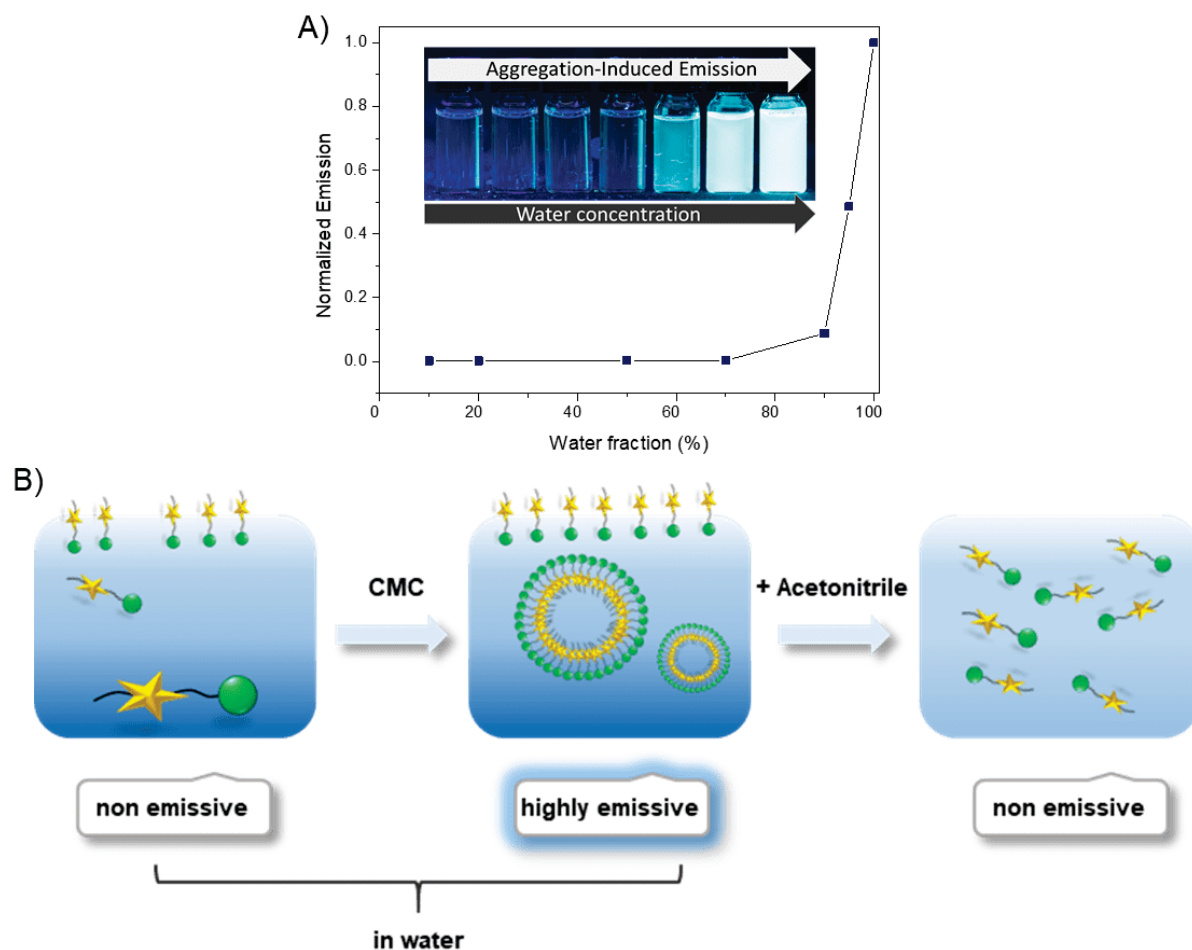 A)
1.0
0.8
0.6
0.4
0.2
0.0
Normalized Emission
Aggregation-Induced Emission
Water concentration
0
20
40
60
80
100
Water fraction (%)
B)
CMC
+ Acetonitrile
non emissive
highly emissive
non emissive
in water